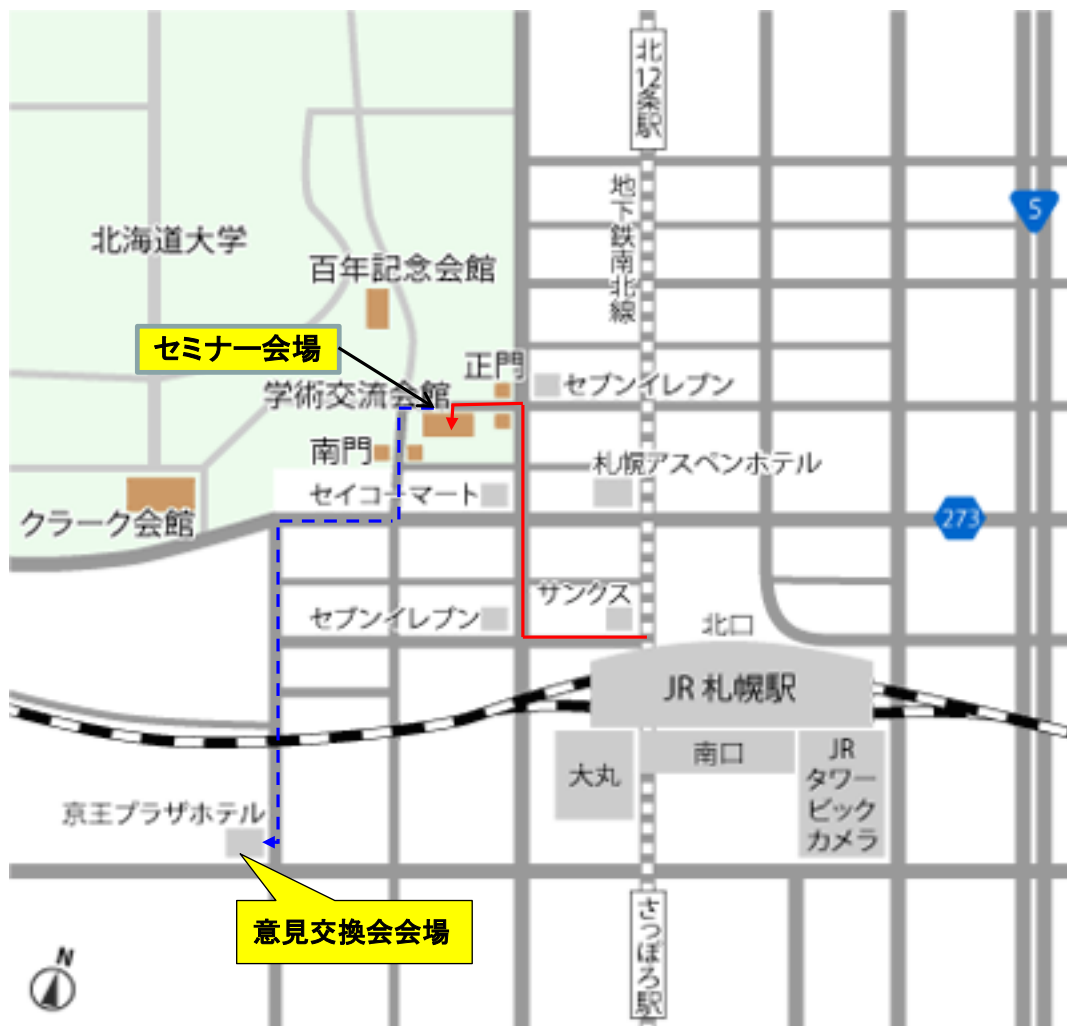 北12条駅
地下鉄南北線
5
北海道大学
百年記念会館
セミナー会場
正門
セブンイレブン
学術交流会館
南門
札幌アスペンホテル
セイコーマート
273
クラーク会館
サンクス
セブンイレブン
北口
JR 札幌駅
南口
大丸
JR
タワー
ビック
カメラ
京王プラザホテル
意見交換会会場
さっぽろ駅
N